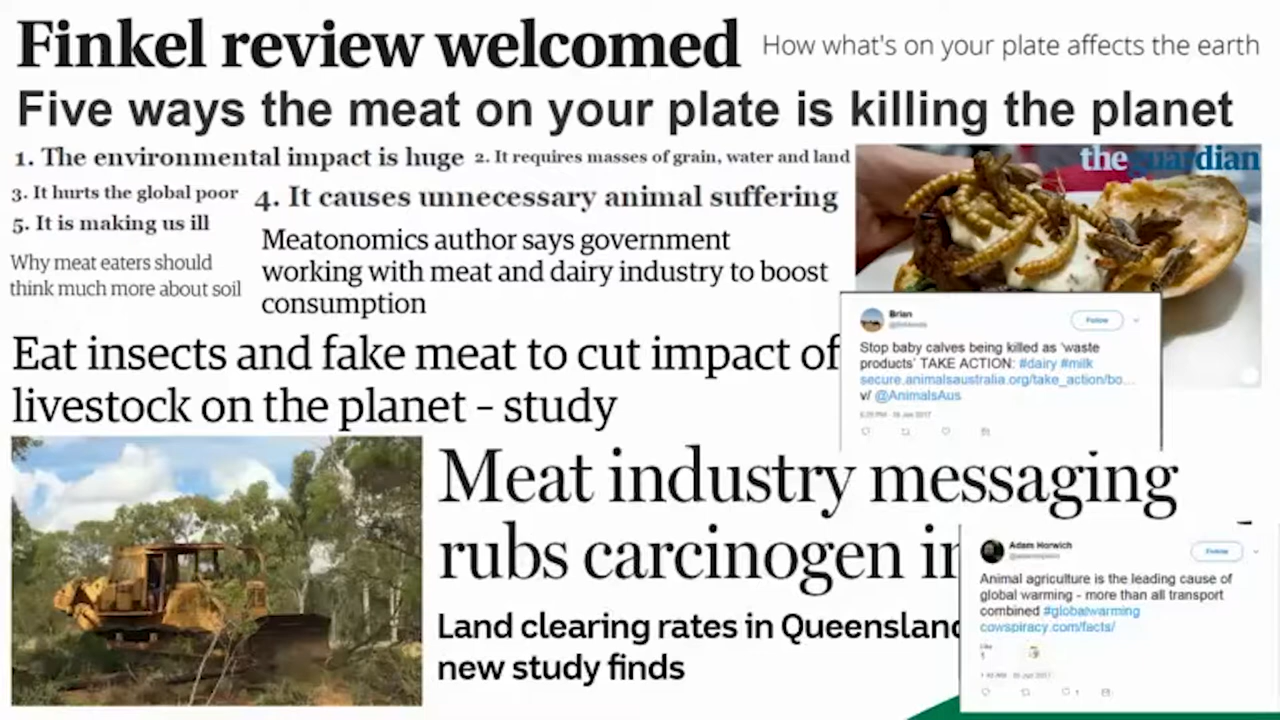 Finkel review welcomed
How what's on your plate affects the earth
Five ways the meat on your plate is killing the planet
1. The environmental impact is huge
2. It requires masses of grain, water and land
3. It hurts the global poor
4. It causes unnecessary animal suffering
5. It is making us ill
theguardian
Why meat eaters should
think much more about soil
Meatonomics author says government
working with meat and dairy industry to boost
consumption
Eat insects and fake meat to cut impact of
livestock on the planet – study
Brian
Follow
Stop baby calves being killed as 'waste
products' TAKE ACTION: #dairy #milk
secure.animalsaustralia.org/take_action/bo...
v/ @AnimalsAus
Meat industry messaging
rubs carcinogen in
Land clearing rates in Queensland
new study finds
Adam Horwich
Follow
Animal agriculture is the leading cause of
global warming - more than all transport
combined #globalwarming
cowspiracy.com/facts/
Like
1